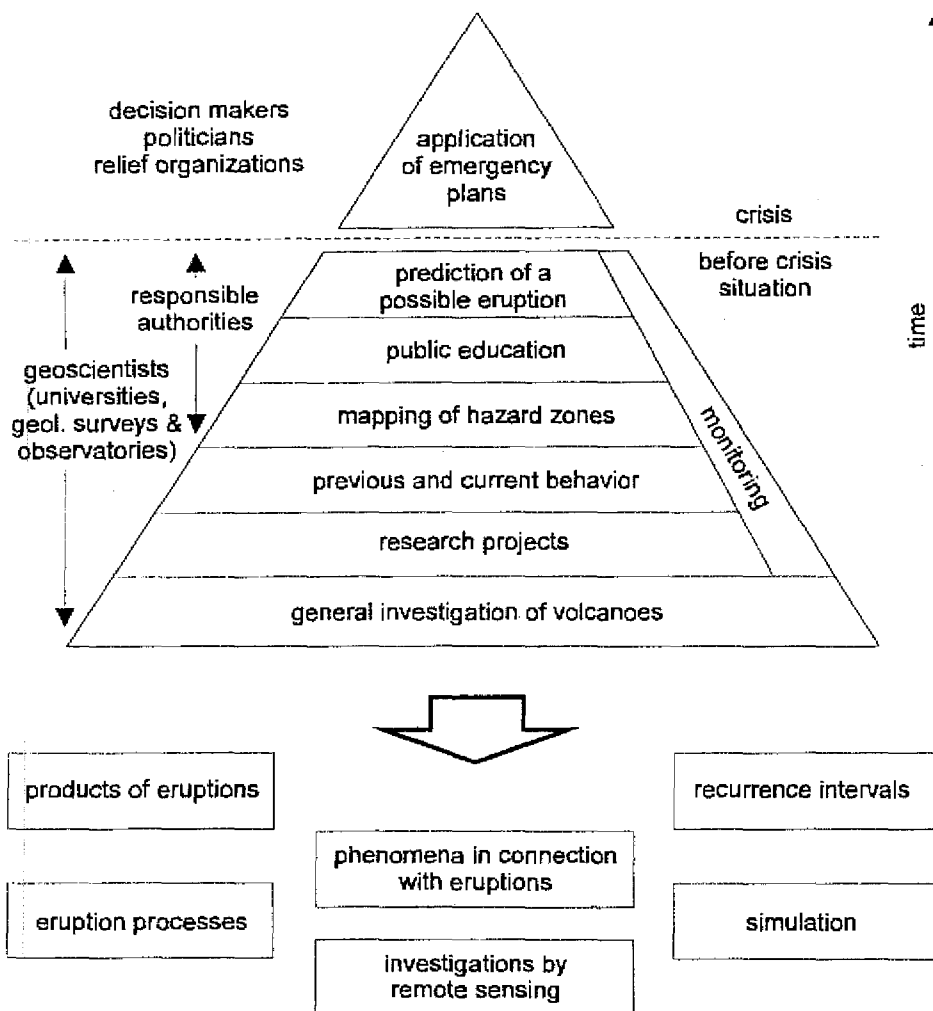 decision makers
politicians
relief organizations
application
of emergency
plans
crisis
before crisis
situation
time
responsible
authorities
geoscientists
(universities,
geol. surveys &
observatories)
prediction of a
possible eruption
public education
mapping of hazard zones
previous and current behavior
research projects
general investigation of volcanoes
monitoring
products of eruptions
recurrence intervals
phenomena in connection
with eruptions
eruption processes
simulation
investigations by
remote sensing